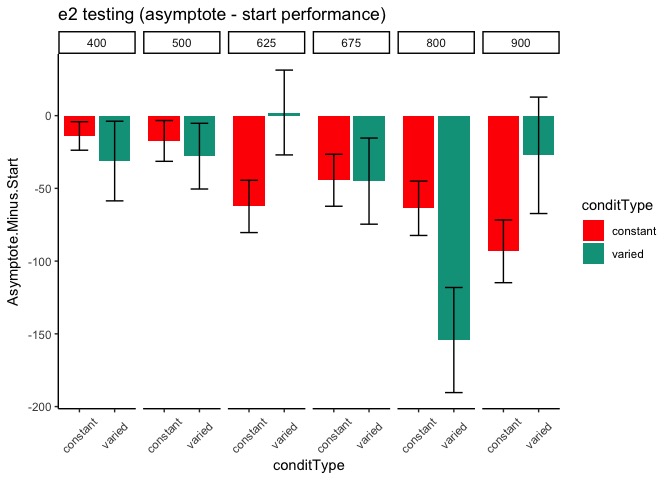 e2 testing (asymptote - start performance)
400 500 625 675 800 900
Asymptote.Minus.Start
0
-50
-100
-150
-200
constant varied constant varied constant varied constant varied constant varied constant varied
conditType
conditType
constant
varied